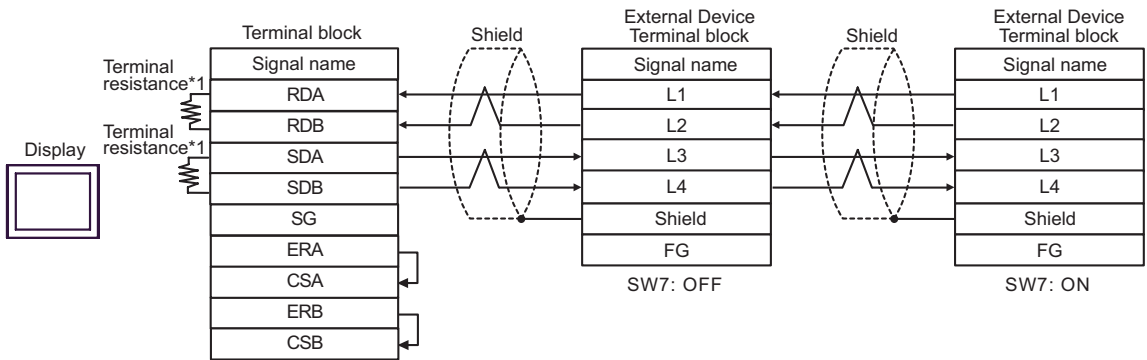 Display
Terminal
resistance*1
Terminal
resistance*1
Terminal block
Signal name
RDA
RDB
SDA
SDB
SG
ERA
CSA
ERB
CSB
Shield
External Device
Terminal block
Signal name
L1
L2
L3
L4
Shield
FG
SW7: OFF
Shield
External Device
Terminal block
Signal name
L1
L2
L3
L4
Shield
FG
SW7: ON